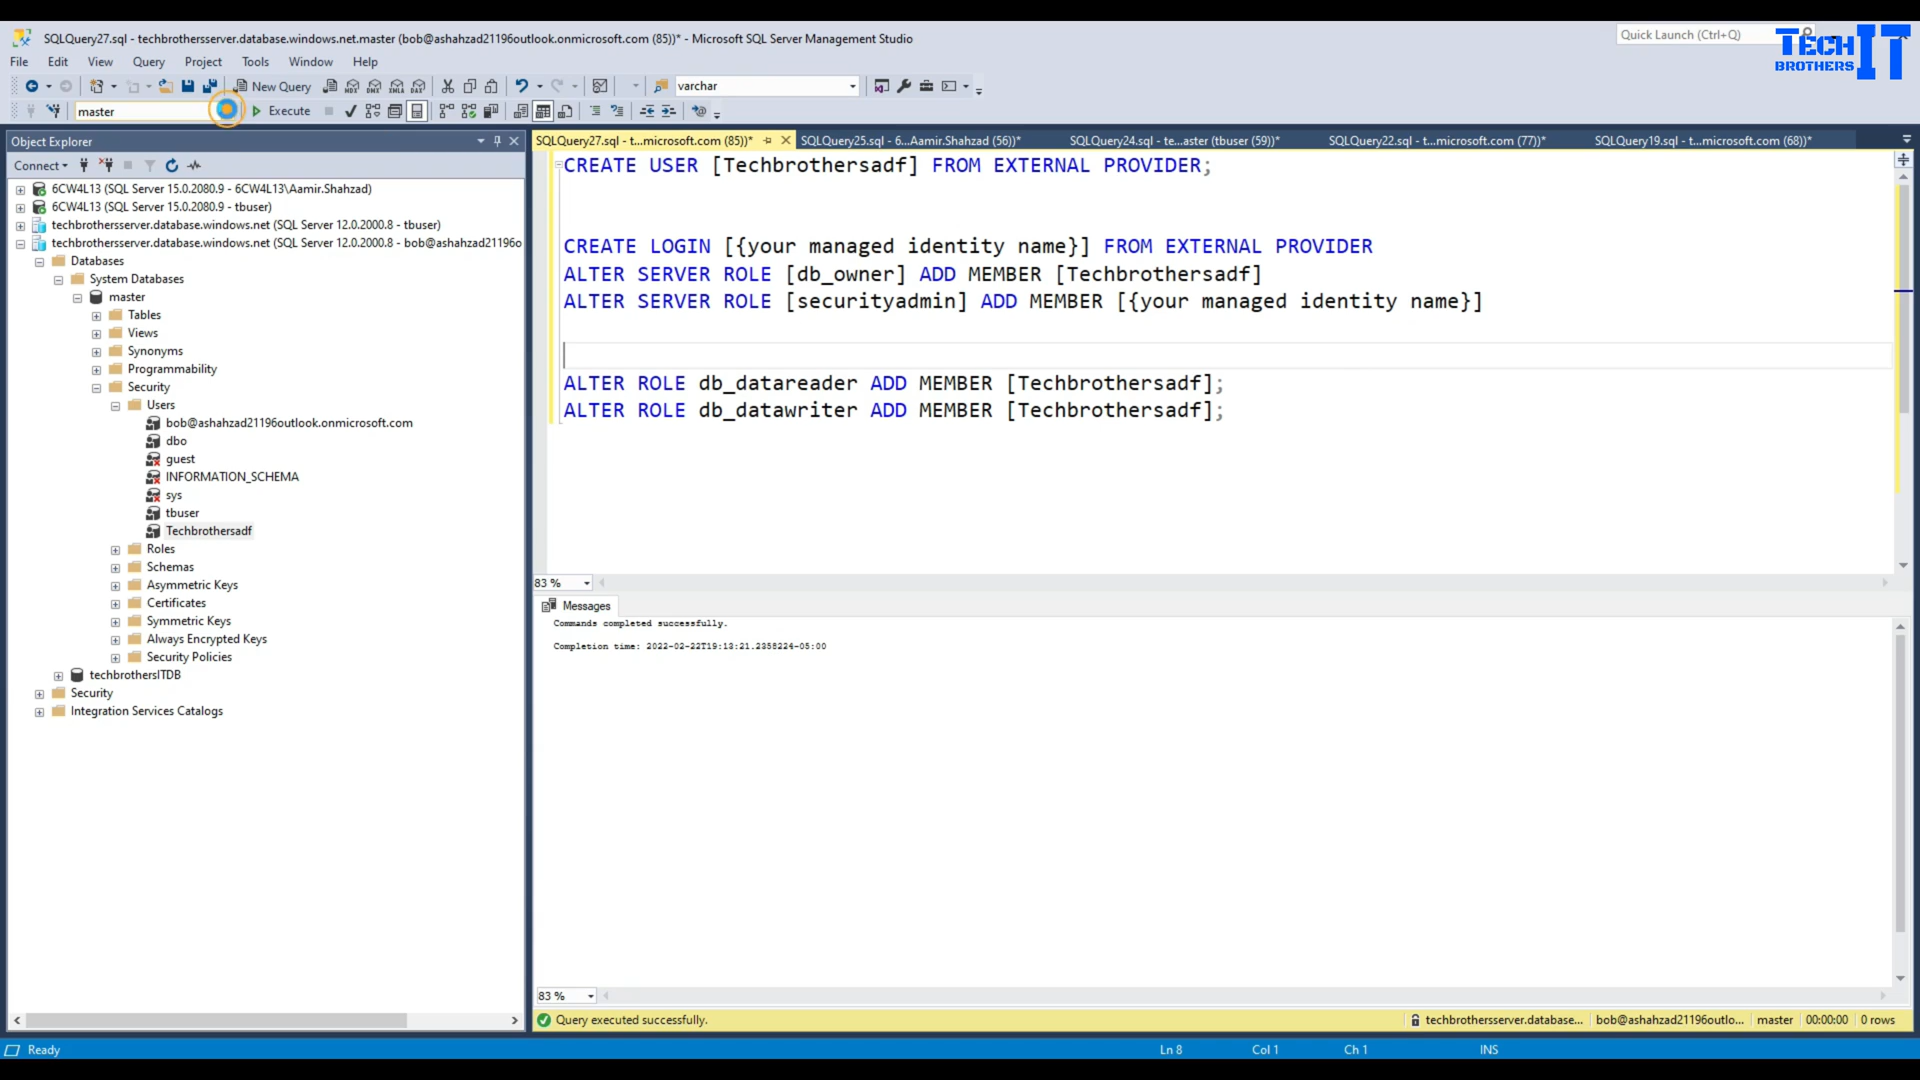 SQLQuery27.sql - techbrothersserver.database.windows.net.master (bob@ashahzad21196outlook.onmicrosoft.com (85))* - Microsoft SQL Server Management Studio
Quick Launch (Ctrl+Q)
TECH IT
BROTHERS
File Edit View Query Project Tools Window Help
New Query
MDX DMX XMLA DAX
varchar
master
Execute
Object Explorer
SQLQuery27.sql - t...microsoft.com (85))*
SQLQuery25.sql - 6...Aamir.Shahzad (56))*
SQLQuery24.sql - te...aster (tbuser (59))*
SQLQuery22.sql - t...microsoft.com (77))*
SQLQuery19.sql - t...microsoft.com (68))*
Connect
6CW4L13 (SQL Server 15.0.2080.9 - 6CW4L13\Aamir.Shahzad)
6CW4L13 (SQL Server 15.0.2080.9 - tbuser)
techbrothersserver.database.windows.net (SQL Server 12.0.2000.8 - tbuser)
techbrothersserver.database.windows.net (SQL Server 12.0.2000.8 - bob@ashahzad21196o
Databases
System Databases
master
Tables
Views
Synonyms
Programmability
Security
Users
bob@ashahzad21196outlook.onmicrosoft.com
dbo
guest
INFORMATION_SCHEMA
sys
tbuser
Techbrothersadf
Roles
Schemas
Asymmetric Keys
Certificates
Symmetric Keys
Always Encrypted Keys
Security Policies
techbrothersITDB
Security
Integration Services Catalogs
CREATE USER [Techbrothersadf] FROM EXTERNAL PROVIDER;
CREATE LOGIN [{your managed identity name}] FROM EXTERNAL PROVIDER
ALTER SERVER ROLE [db_owner] ADD MEMBER [Techbrothersadf]
ALTER SERVER ROLE [securityadmin] ADD MEMBER [{your managed identity name}]
ALTER ROLE db_datareader ADD MEMBER [Techbrothersadf];
ALTER ROLE db_datawriter ADD MEMBER [Techbrothersadf];
83 %
Messages
Commands completed successfully.
Completion time: 2022-02-22T19:13:21.2358224-05:00
83 %
Query executed successfully.
techbrothersserver.database... bob@ashahzad21196outlo... master 00:00:00 0 rows
Ready
Ln 8 Col 1 Ch 1 INS